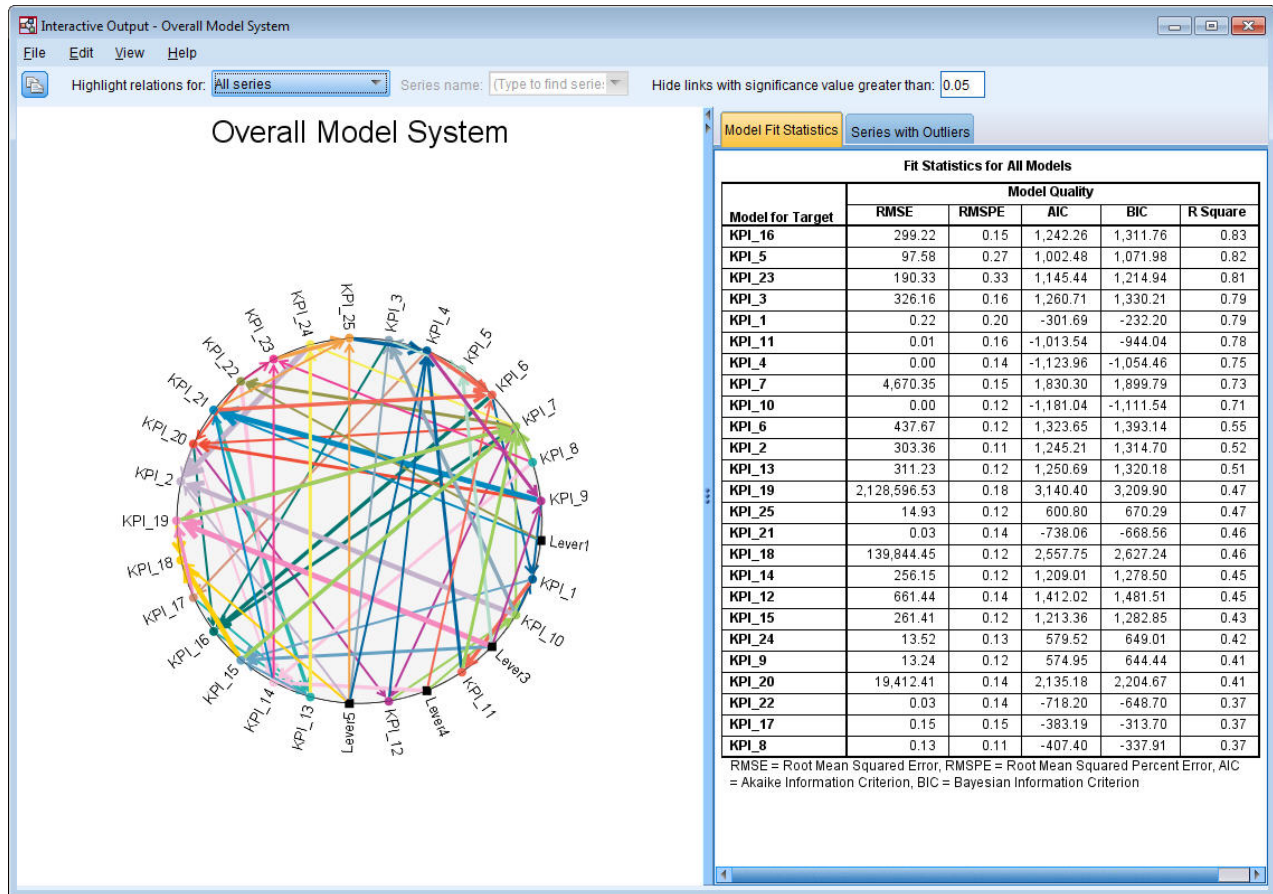 Interactive Output - Overall Model System
File Edit View Help
Highlight relations for: All series Series name: (Type to find serie: Hide links with significance value greater than: 0.05
Overall Model System
KPI_3
KPI_4
KPI_5
KPI_6
KPI_7
KPI_8
KPI_9
Lever1
KPI_1
KPI_10
Lever3
KPI_11
Lever4
KPI_12
Lever5
KPI_13
KPI_14
KPI_15
KPI_16
KPI_17
KPI_18
KPI_19
KPI_2
KPI_20
KPI_21
KPI_22
KPI_23
KPI_24
KPI_25
Model Fit Statistics Series with Outliers
Fit Statistics for All Models
Model Quality
Model for Target RMSE RMSPE AIC BIC R Square
KPI_16 299.22 0.15 1,242.26 1,311.76 0.83
KPI_5 97.58 0.27 1,002.48 1,071.98 0.82
KPI_23 190.33 0.33 1,145.44 1,214.94 0.81
KPI_3 326.16 0.16 1,260.71 1,330.21 0.79
KPI_1 0.22 0.20 -301.69 -232.20 0.79
KPI_11 0.01 0.16 -1,013.54 -944.04 0.78
KPI_4 0.00 0.14 -1,123.96 -1,054.46 0.75
KPI_7 4,670.35 0.15 1,830.30 1,899.79 0.73
KPI_10 0.00 0.12 -1,181.04 -1,111.54 0.71
KPI_6 437.67 0.12 1,323.65 1,393.14 0.55
KPI_2 303.36 0.11 1,245.21 1,314.70 0.52
KPI_13 311.23 0.12 1,250.69 1,320.18 0.51
KPI_19 2,128,596.53 0.18 3,140.40 3,209.90 0.47
KPI_25 14.93 0.12 600.80 670.29 0.47
KPI_21 0.03 0.14 -738.06 -668.56 0.46
KPI_18 139,844.45 0.12 2,557.75 2,627.24 0.46
KPI_14 256.15 0.12 1,209.01 1,278.50 0.45
KPI_12 661.44 0.14 1,412.02 1,481.51 0.45
KPI_15 261.41 0.12 1,213.36 1,282.85 0.43
KPI_24 13.52 0.13 579.52 649.01 0.42
KPI_9 13.24 0.12 574.95 644.44 0.41
KPI_20 19,412.41 0.14 2,135.18 2,204.67 0.41
KPI_22 0.03 0.14 -718.20 -648.70 0.37
KPI_17 0.15 0.15 -383.19 -313.70 0.37
KPI_8 0.13 0.11 -407.40 -337.91 0.37
RMSE = Root Mean Squared Error, RMSPE = Root Mean Squared Percent Error, AIC
= Akaike Information Criterion, BIC = Bayesian Information Criterion